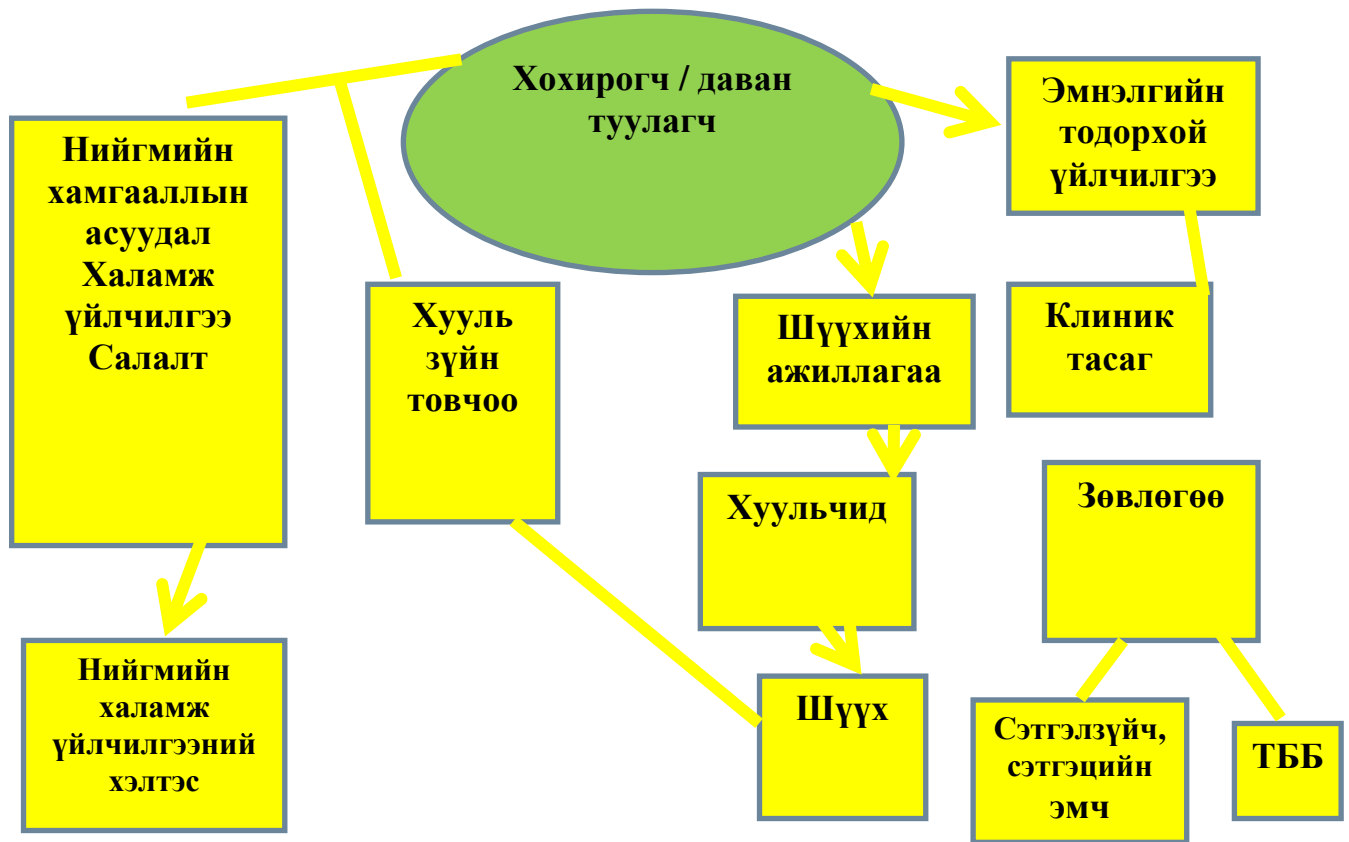 Хохирогч / даван
туулагч
Эмнэлгийн
тодорхой
үйлчилгээ
Нийгмийн
хамгааллын
асуудал
Халамж
үйлчилгээ
Салалт
Хууль
зүйн
товчоо
Шүүхийн
ажиллагаа
Клиник
тасаг
Хуульчид
Зөвлөгөө
Нийгмийн
халамж
үйлчилгээний
хэлтэс
Шүүх
Сэтгэлзүйч,
сэтгэцийн
эмч
ТББ